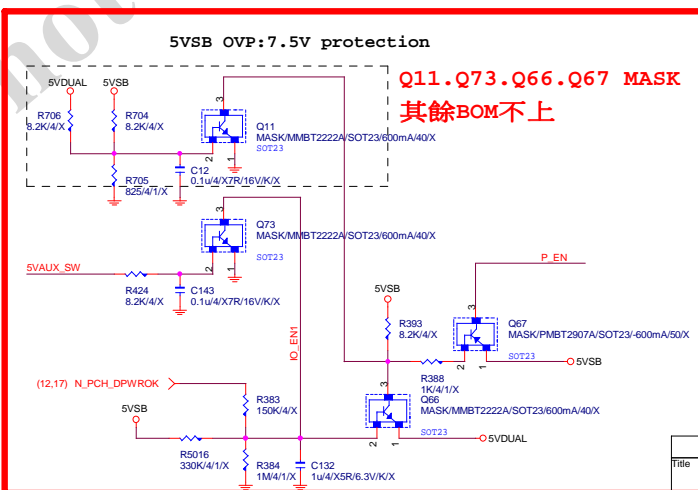 not
5VSB OVP:7.5V protection
Q11.Q73.Q66.Q67 MASK
其餘BOM不上
5VDUAL
5VSB
R706
8.2K/4/X
R704
8.2K/4/X
3
Q11
MASK/MMBT2222A/SOT23/600mA/40/X
SOT23
2
1
R705
825/4/1/X
C12
0.1u/4/X7R/16V/K/X
3
Q73
MASK/MMBT2222A/SOT23/600mA/40/X
SOT23
2
1
5VAUX_SW
R424
8.2K/4/X
C143
0.1u/4/X7R/16V/K/X
IO_EN1
P_EN
5VSB
R393
8.2K/4/X
3
Q67
MASK/PMBT2907A/SOT23/-600mA/50/X
SOT23
2
1
5VSB
R388
1K/4/1/X
3
Q66
MASK/MMBT2222A/SOT23/600mA/40/X
SOT23
2
1
5VDUAL
(12,17) N_PCH_DPWROK
R383
150K/4/X
5VSB
R5016
330K/4/1/X
R384
1M/4/1/X
C132
1u/4/X5R/6.3V/K/X
Title